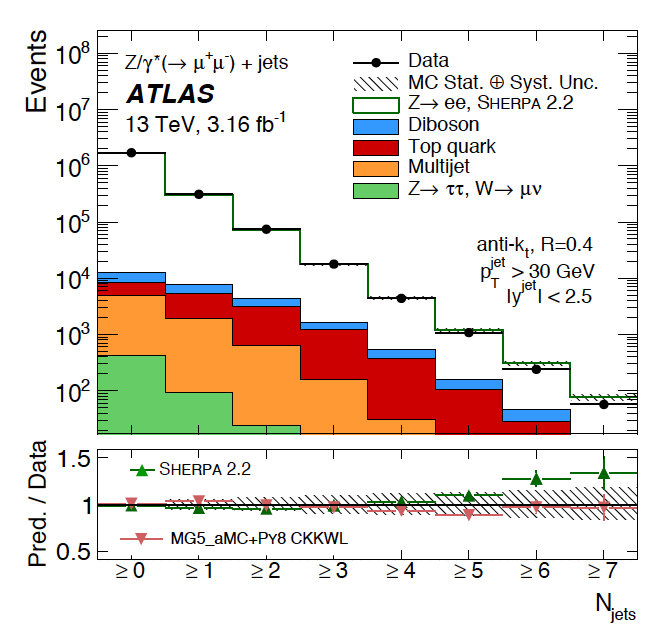 Events
10⁸
10⁷
10⁶
10⁵
10⁴
10³
10²
Z/γ*(→ μ⁺μ⁻) + jets
ATLAS
13 TeV, 3.16 fb⁻¹
Data
MC Stat. ⊕ Syst. Unc.
Z→ ee, SHERPA 2.2
Diboson
Top quark
Multijet
Z→ ττ, W→ μν
anti-kₜ, R=0.4
p_T^jet > 30 GeV
|y^jet| < 2.5
Pred. / Data
1.5
1
0.5
SHERPA 2.2
MG5_aMC+PY8 CKKWL
≥ 0 ≥ 1 ≥ 2 ≥ 3 ≥ 4 ≥ 5 ≥ 6 ≥ 7
N_jets